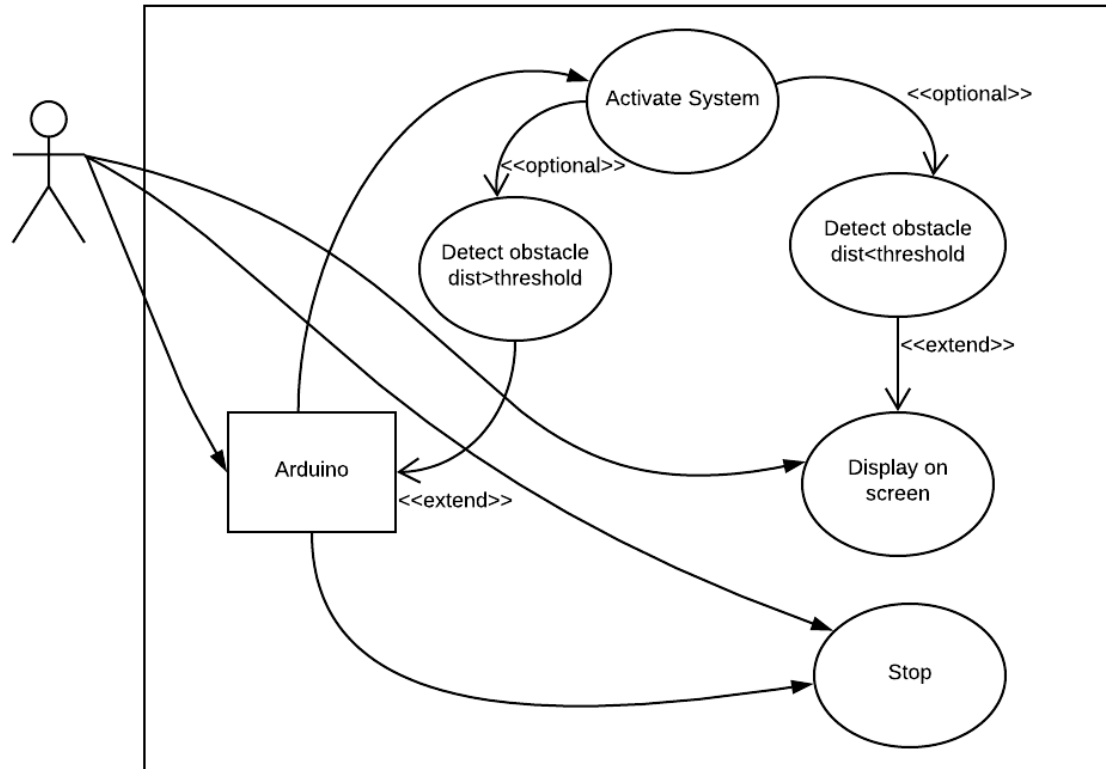 Activate System
<<optional>>
<<optional>>
Detect obstacle
dist>threshold
Detect obstacle
dist<threshold
<<extend>>
Arduino
<<extend>>
Display on
screen
Stop